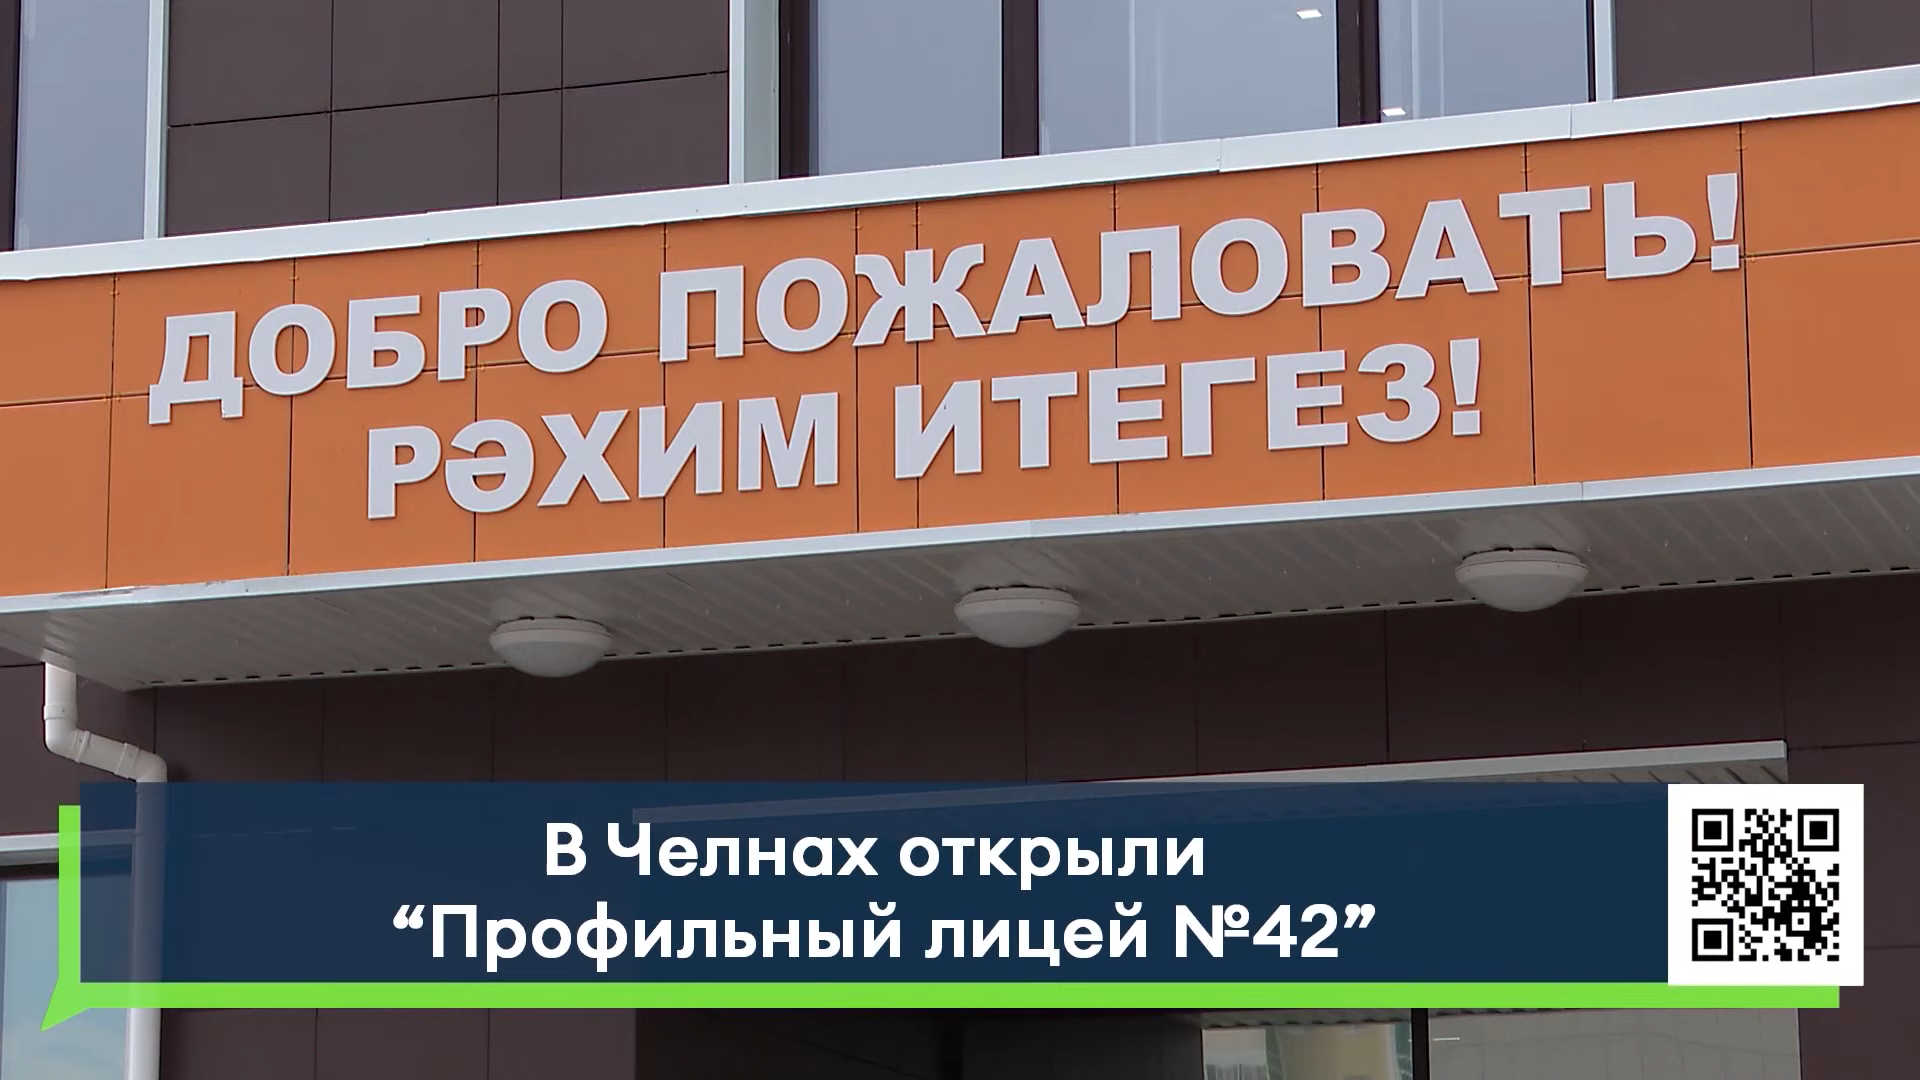 ДОБРО ПОЖАЛОВАТЬ!
РӘХИМ ИТЕГЕЗ!
В Челнах открыли
“Профильный лицей №42”